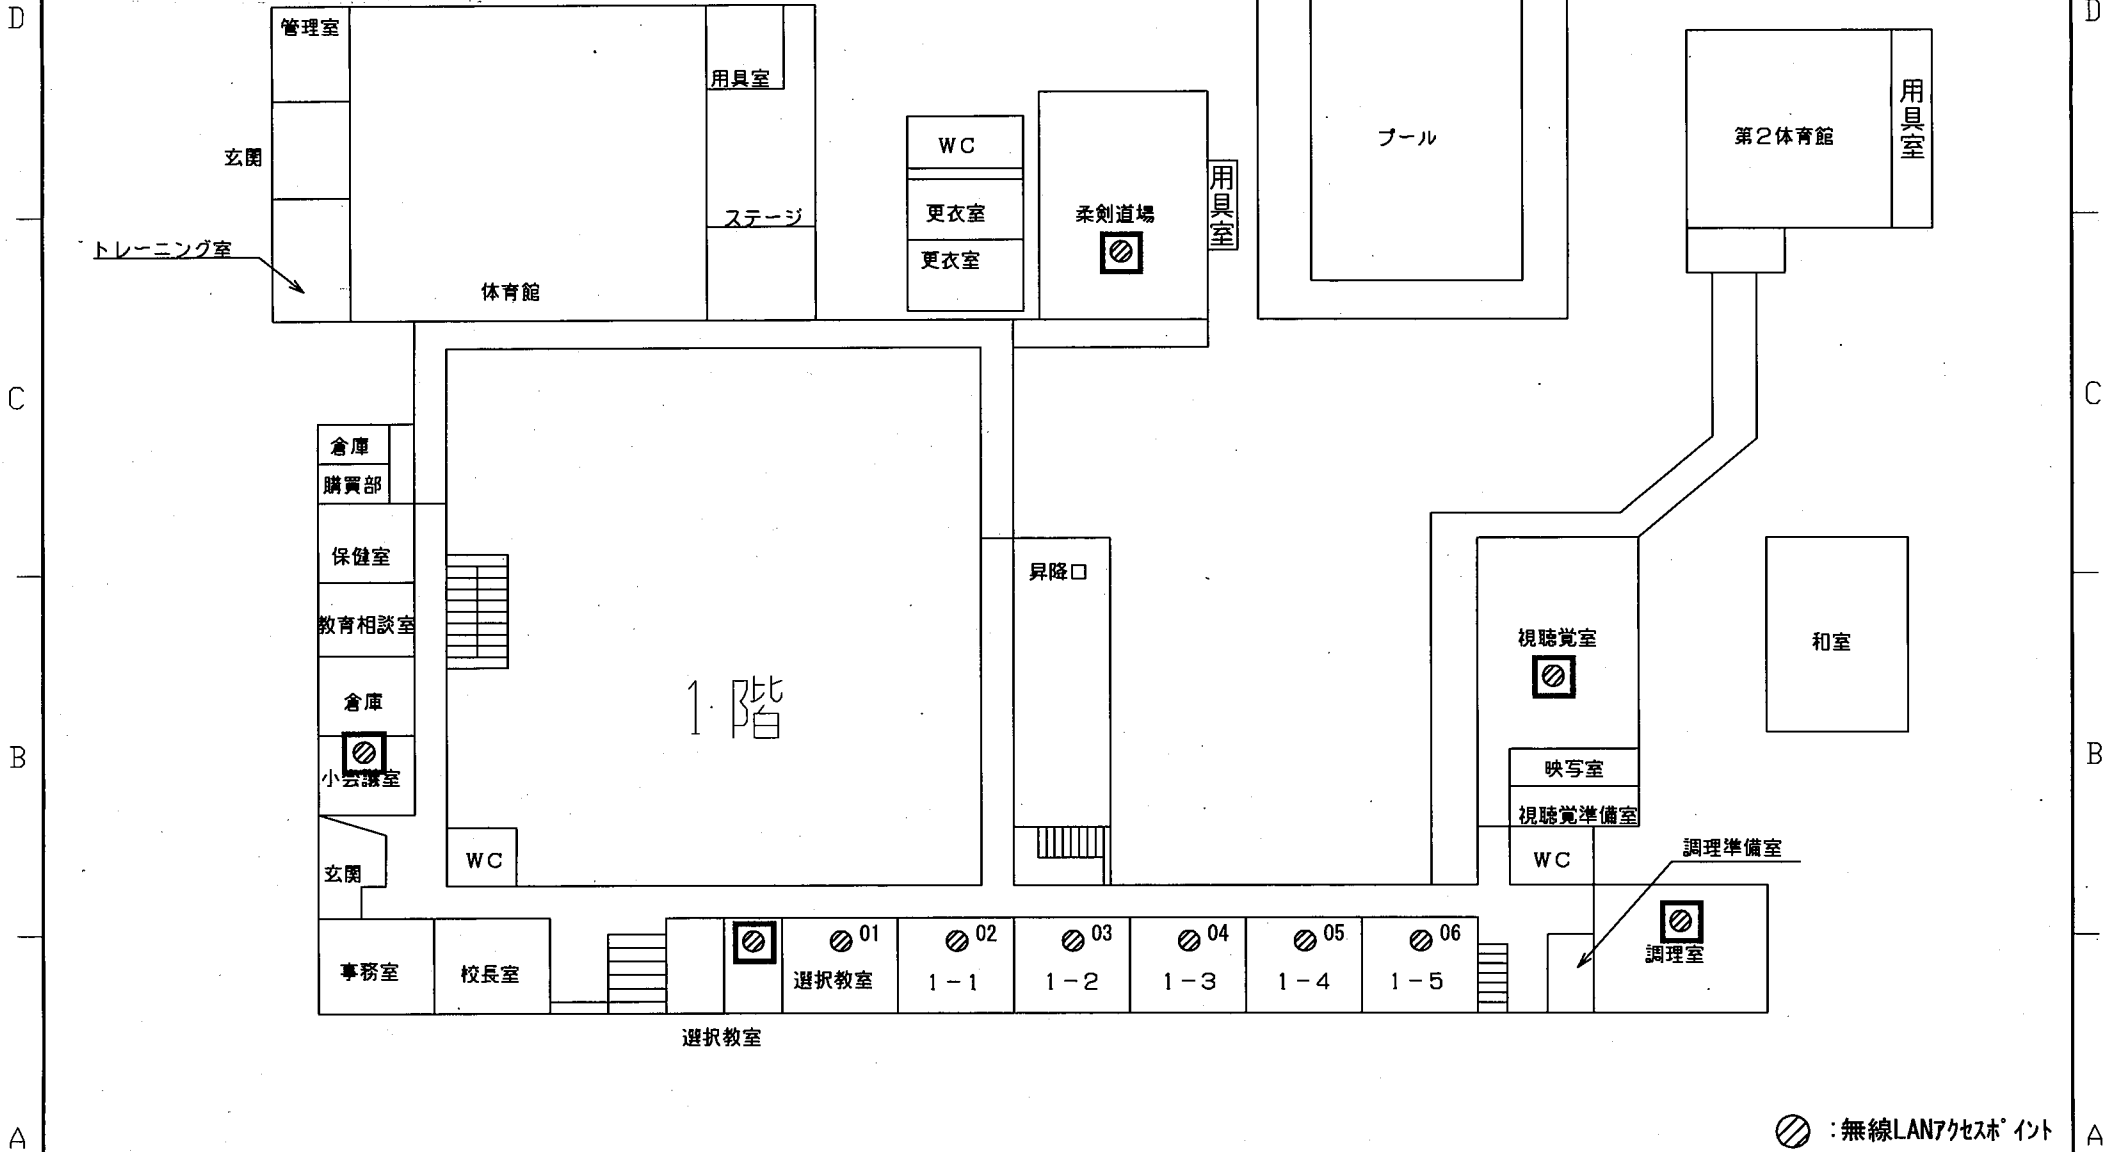 D
D
管理室
用具室
用具室
WC
プール
第2体育館
玄関
用具室
更衣室
柔剣道場
ステージ
トレーニング室
更衣室
体育館
C
C
倉庫
購買部
保健室
昇降口
教育相談室
視聴覚室
和室
倉庫
1階
B
B
小会議室
映写室
視聴覚準備室
調理準備室
WC
WC
玄関
01
02
03
04
05
06
調理室
事務室
校長室
選択教室
1-1
1-2
1-3
1-4
1-5
選択教室
A
A
:無線LANアクセスポイント